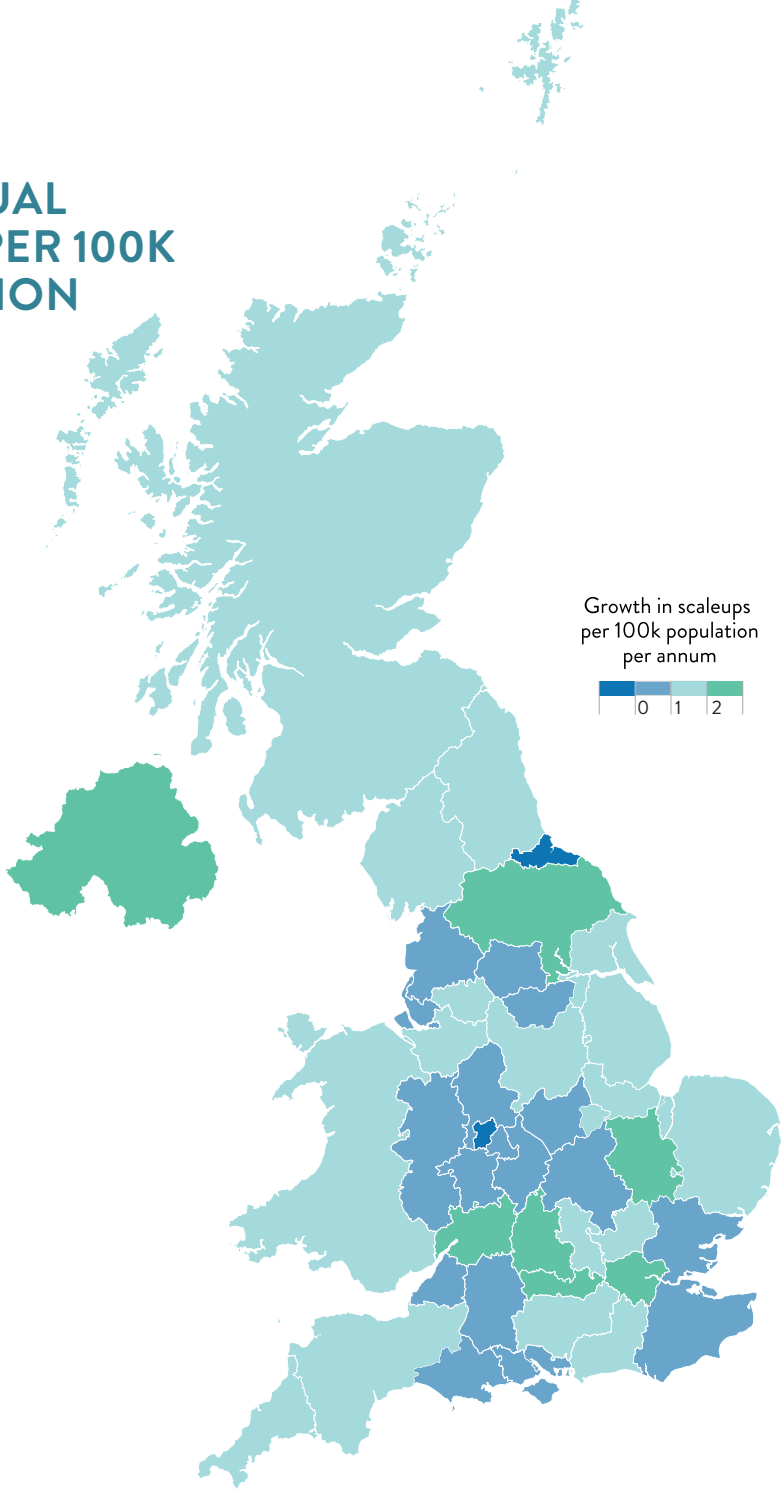 UAL
PER 100K
ION
Growth in scaleups
per 100k population
per annum
0 1 2